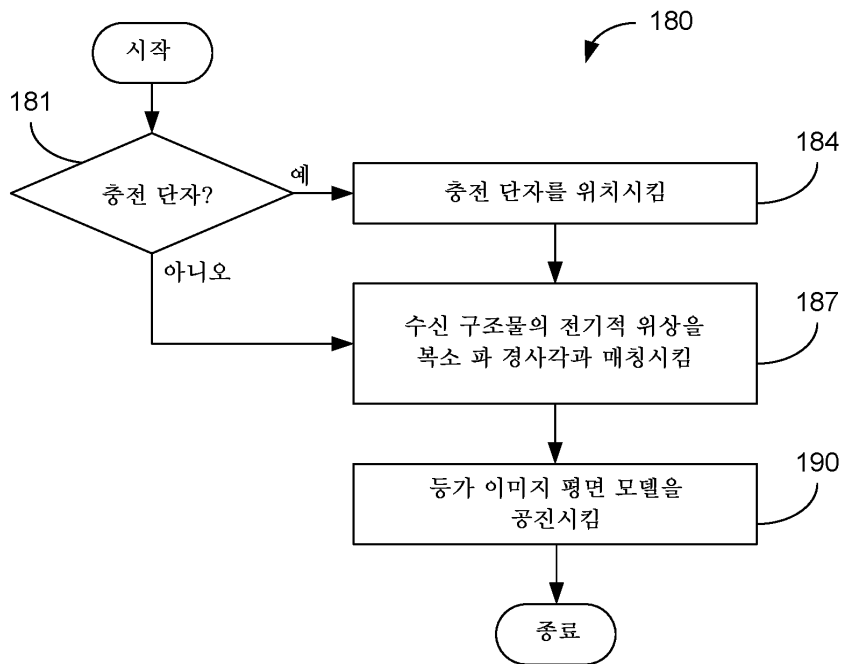 시작
180
181
충전 단자?
예
아니오
184
충전 단자를 위치시킴
187
수신 구조물의 전기적 위상을
복소 파 경사각과 매칭시킴
190
등가 이미지 평면 모델을
공진시킴
종료